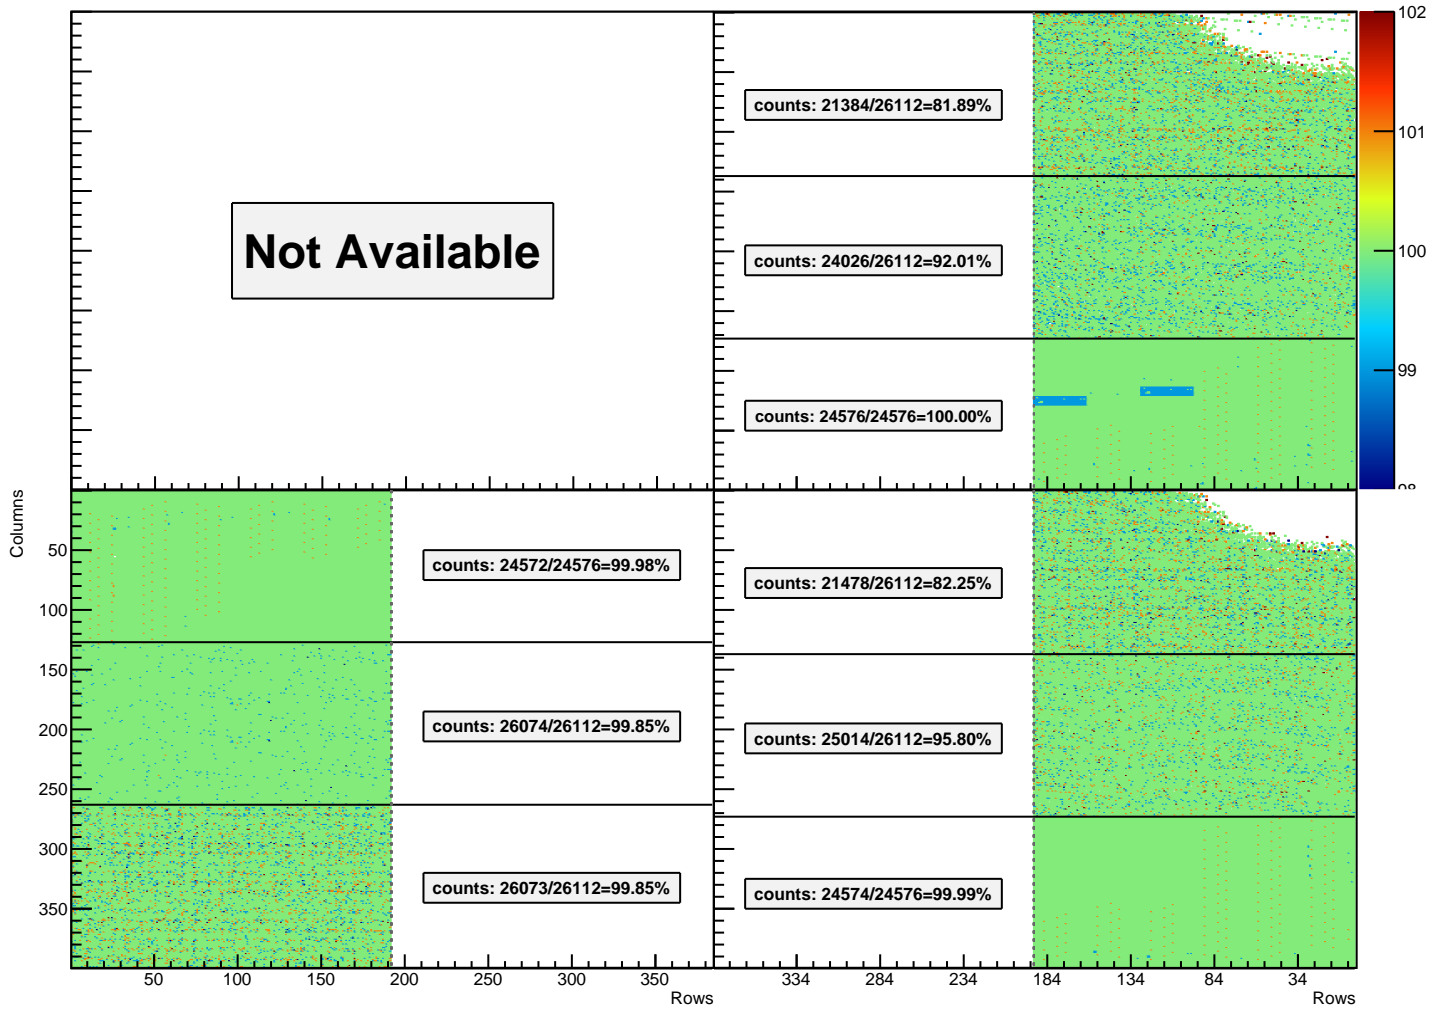 102
counts: 21384/26112=81.89%
101
Not Available
counts: 24026/26112=92.01%
100
99
counts: 24576/24576=100.00%
98
Columns
50
counts: 24572/24576=99.98%
counts: 21478/26112=82.25%
100
150
200
counts: 26074/26112=99.85%
counts: 25014/26112=95.80%
250
300
counts: 26073/26112=99.85%
counts: 24574/24576=99.99%
350
50 100 150 200 250 300 350 334 284 234 184 134 84 34
Rows Rows